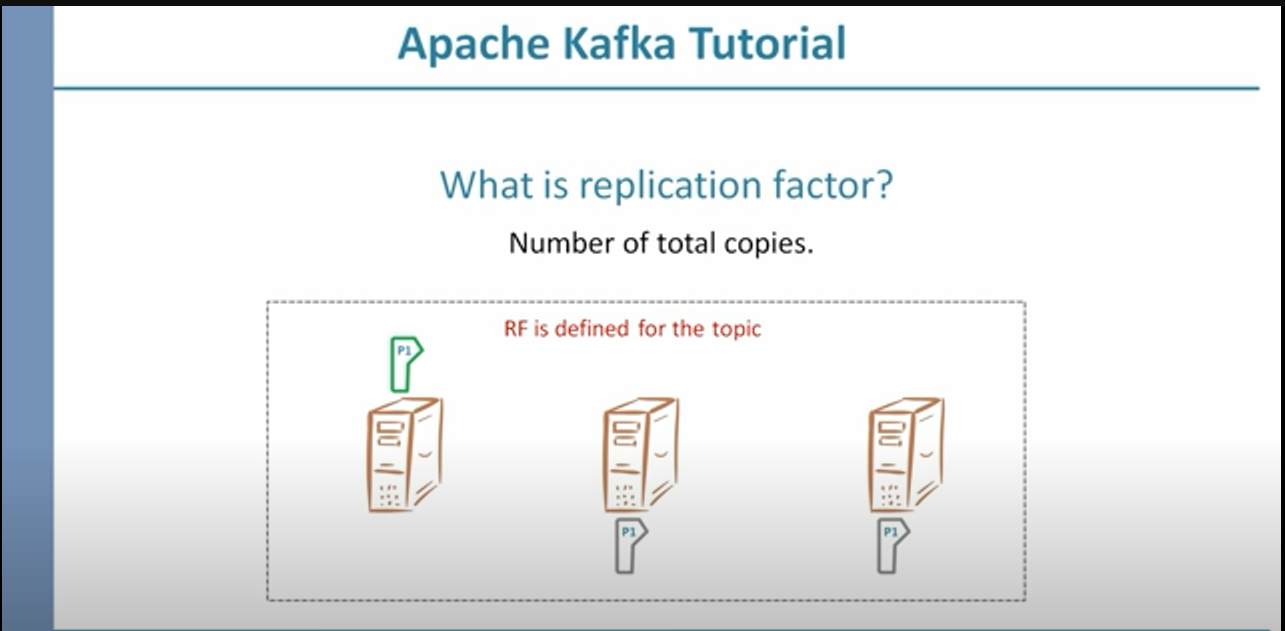 Apache Kafka Tutorial
What is replication factor?
Number of total copies.
RF is defined for the topic
P1
P1
P1